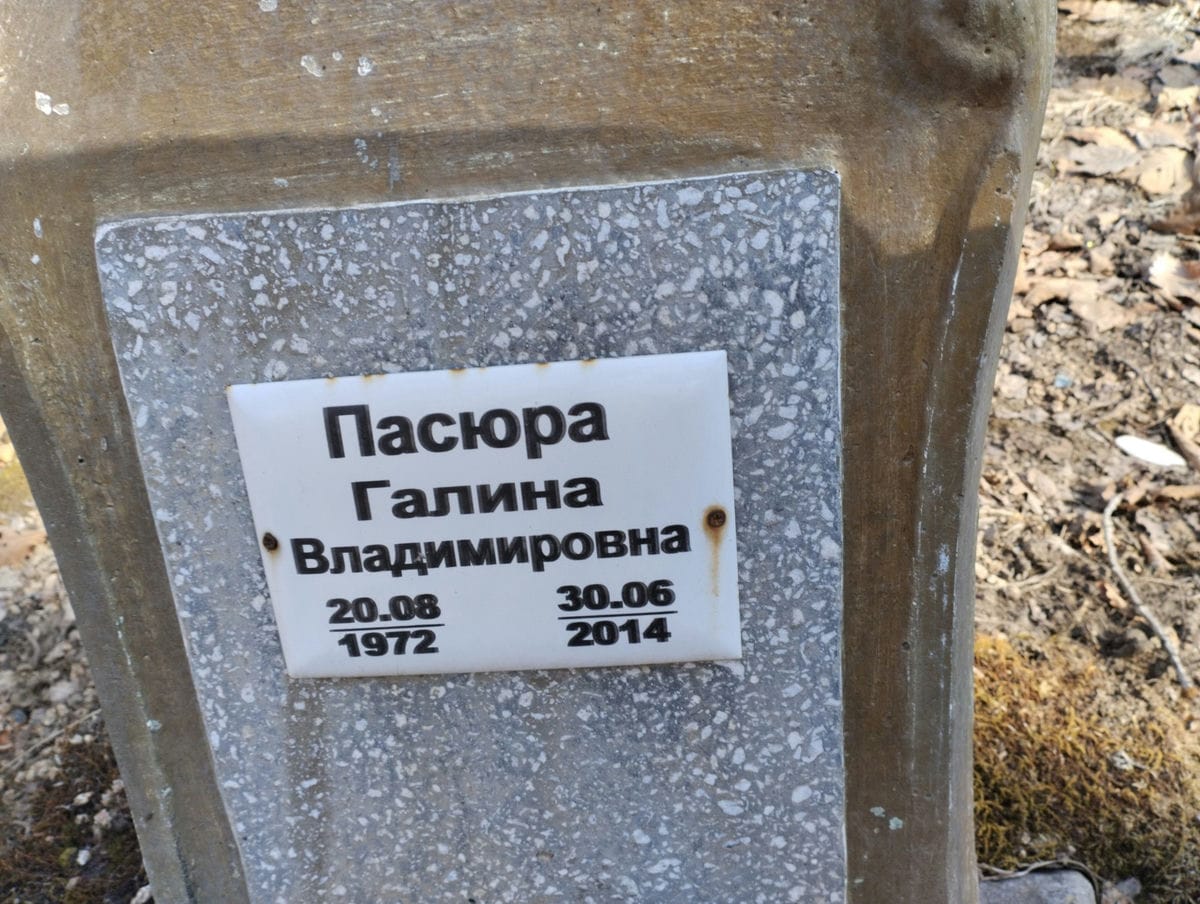 Пасюра
Галина
Владимировна
20.08 30.06
1972 2014